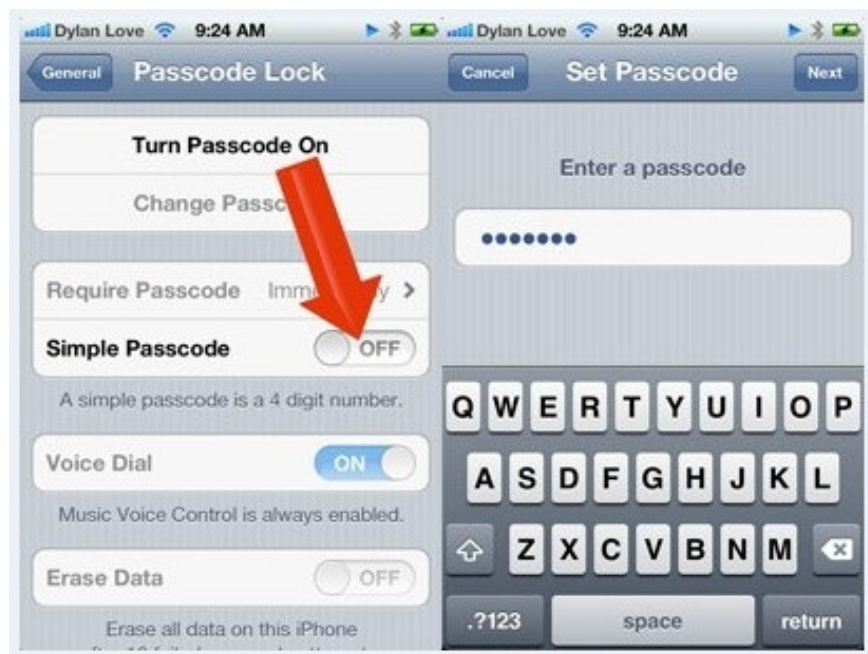 Dylan Love 9:24 AM
General Passcode Lock
Turn Passcode On
Change
Require Passcode
Simple Passcode OFF
A simple passcode is a 4 digit number.
Voice Dial ON
Music Voice Control is always enabled.
Erase Data OFF
Erase all data on this iPhone
Dylan Love 9:24 AM
Cancel Set Passcode Next
Enter a passcode
Q W E R T Y U I O P
A S D F G H J K L
Z X C V B N M
.?123 space return